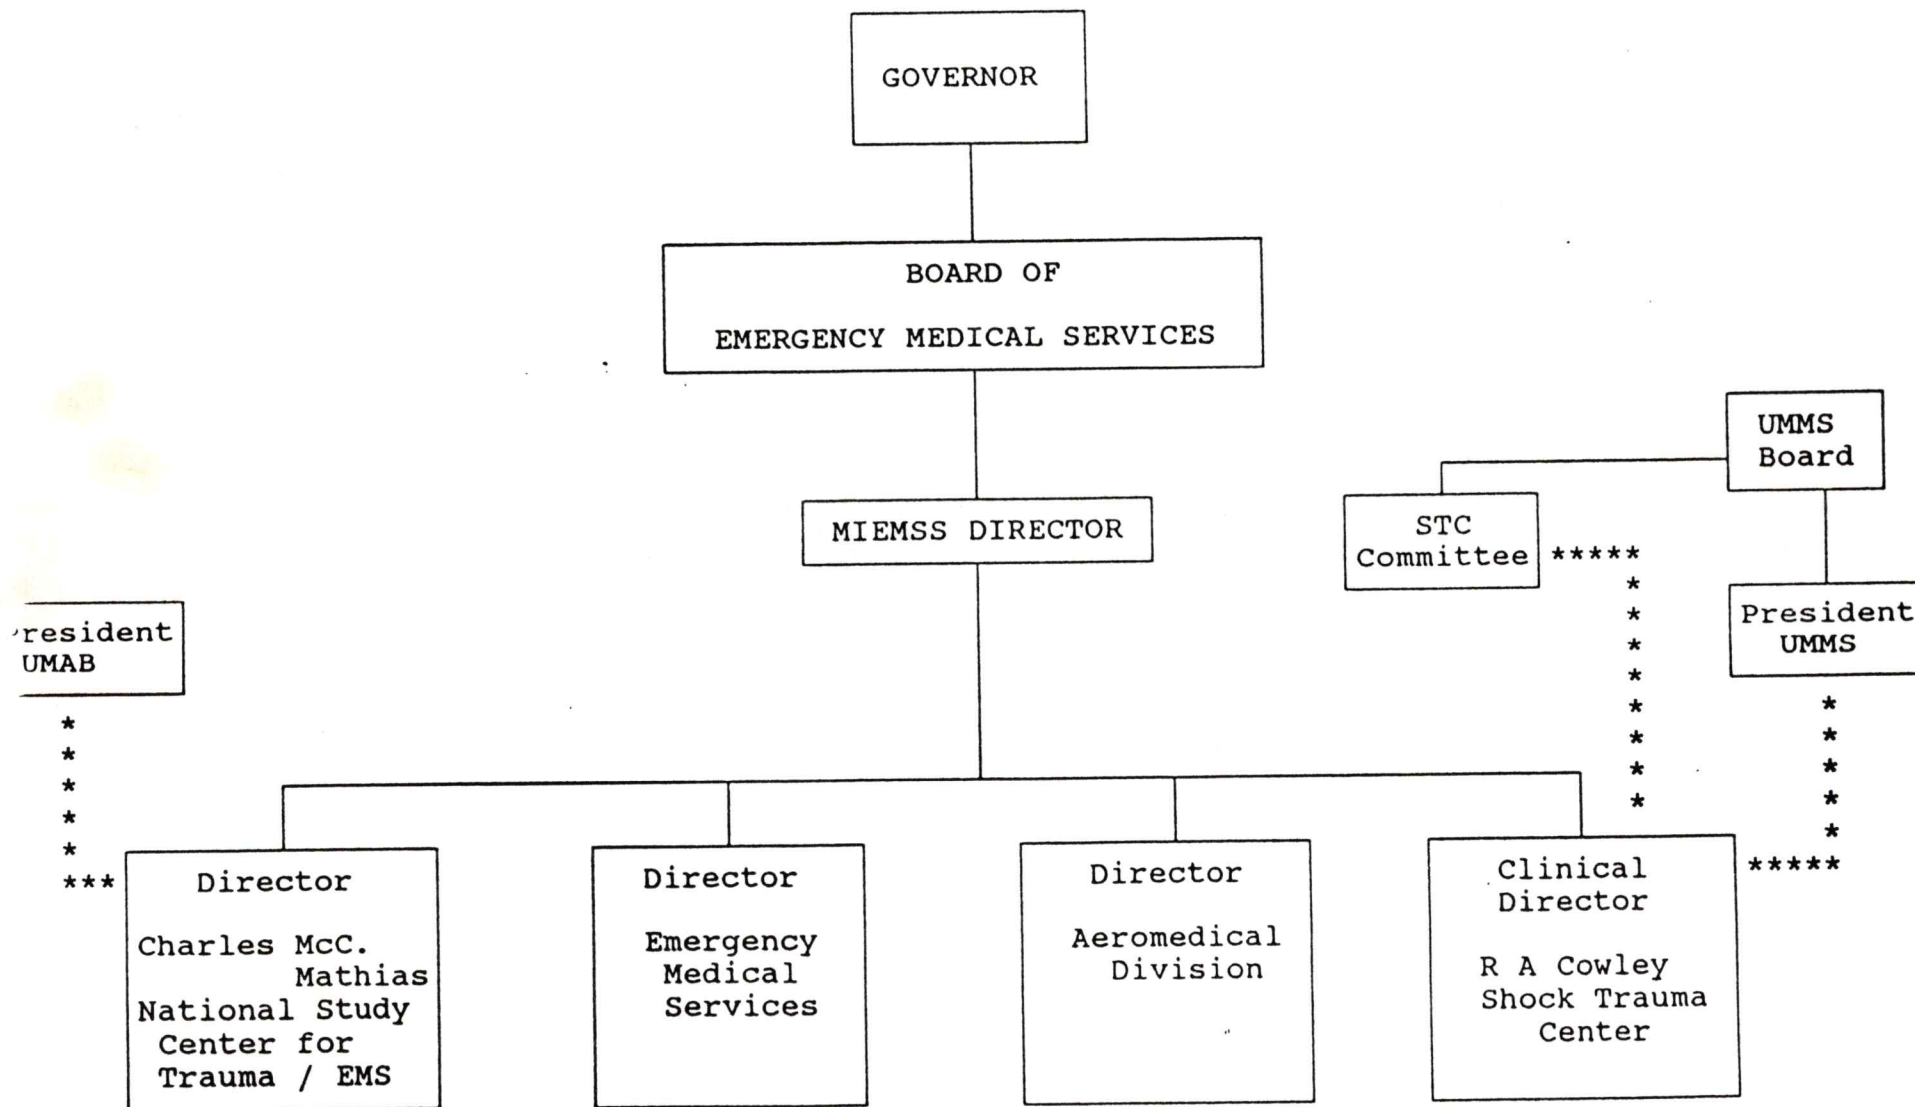 GOVERNOR
BOARD OF
EMERGENCY MEDICAL SERVICES
UMMS
Board
MIEMSS DIRECTOR
STC
Committee *****
*
*
*
*
*
*
*
*
resident
UMAB
President
UMMS
*
*
*
*
*
***
*
*
*
*
*
*****
Director
Charles McC.
Mathias
National Study
Center for
Trauma / EMS
Director
Emergency
Medical
Services
Director
Aeromedical
Division
Clinical
Director
R A Cowley
Shock Trauma
Center